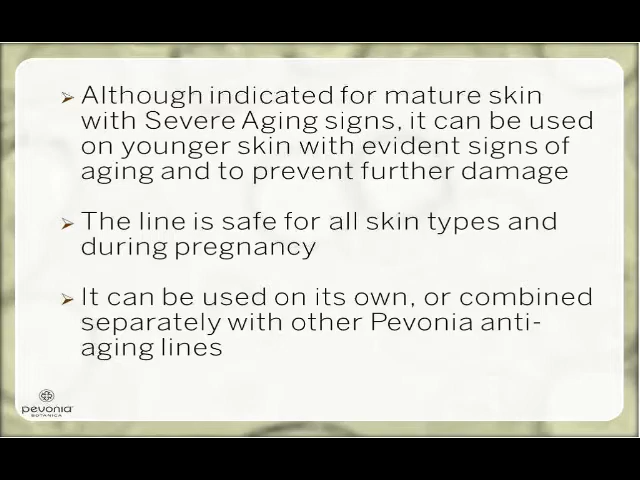 Although indicated for mature skin
with Severe Aging signs, it can be used
on younger skin with evident signs of
aging and to prevent further damage
The line is safe for all skin types and
during pregnancy
It can be used on its own, or combined
separately with other Pevonia anti-
aging lines
pevonia
BOTANICA